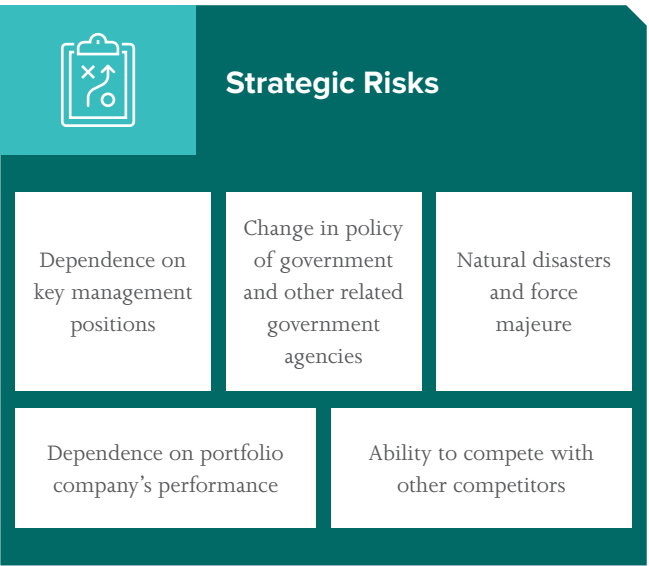 Strategic Risks
Dependence on
key management
positions
Change in policy
of government
and other related
government
agencies
Natural disasters
and force
majeure
Dependence on portfolio
company’s performance
Ability to compete with
other competitors